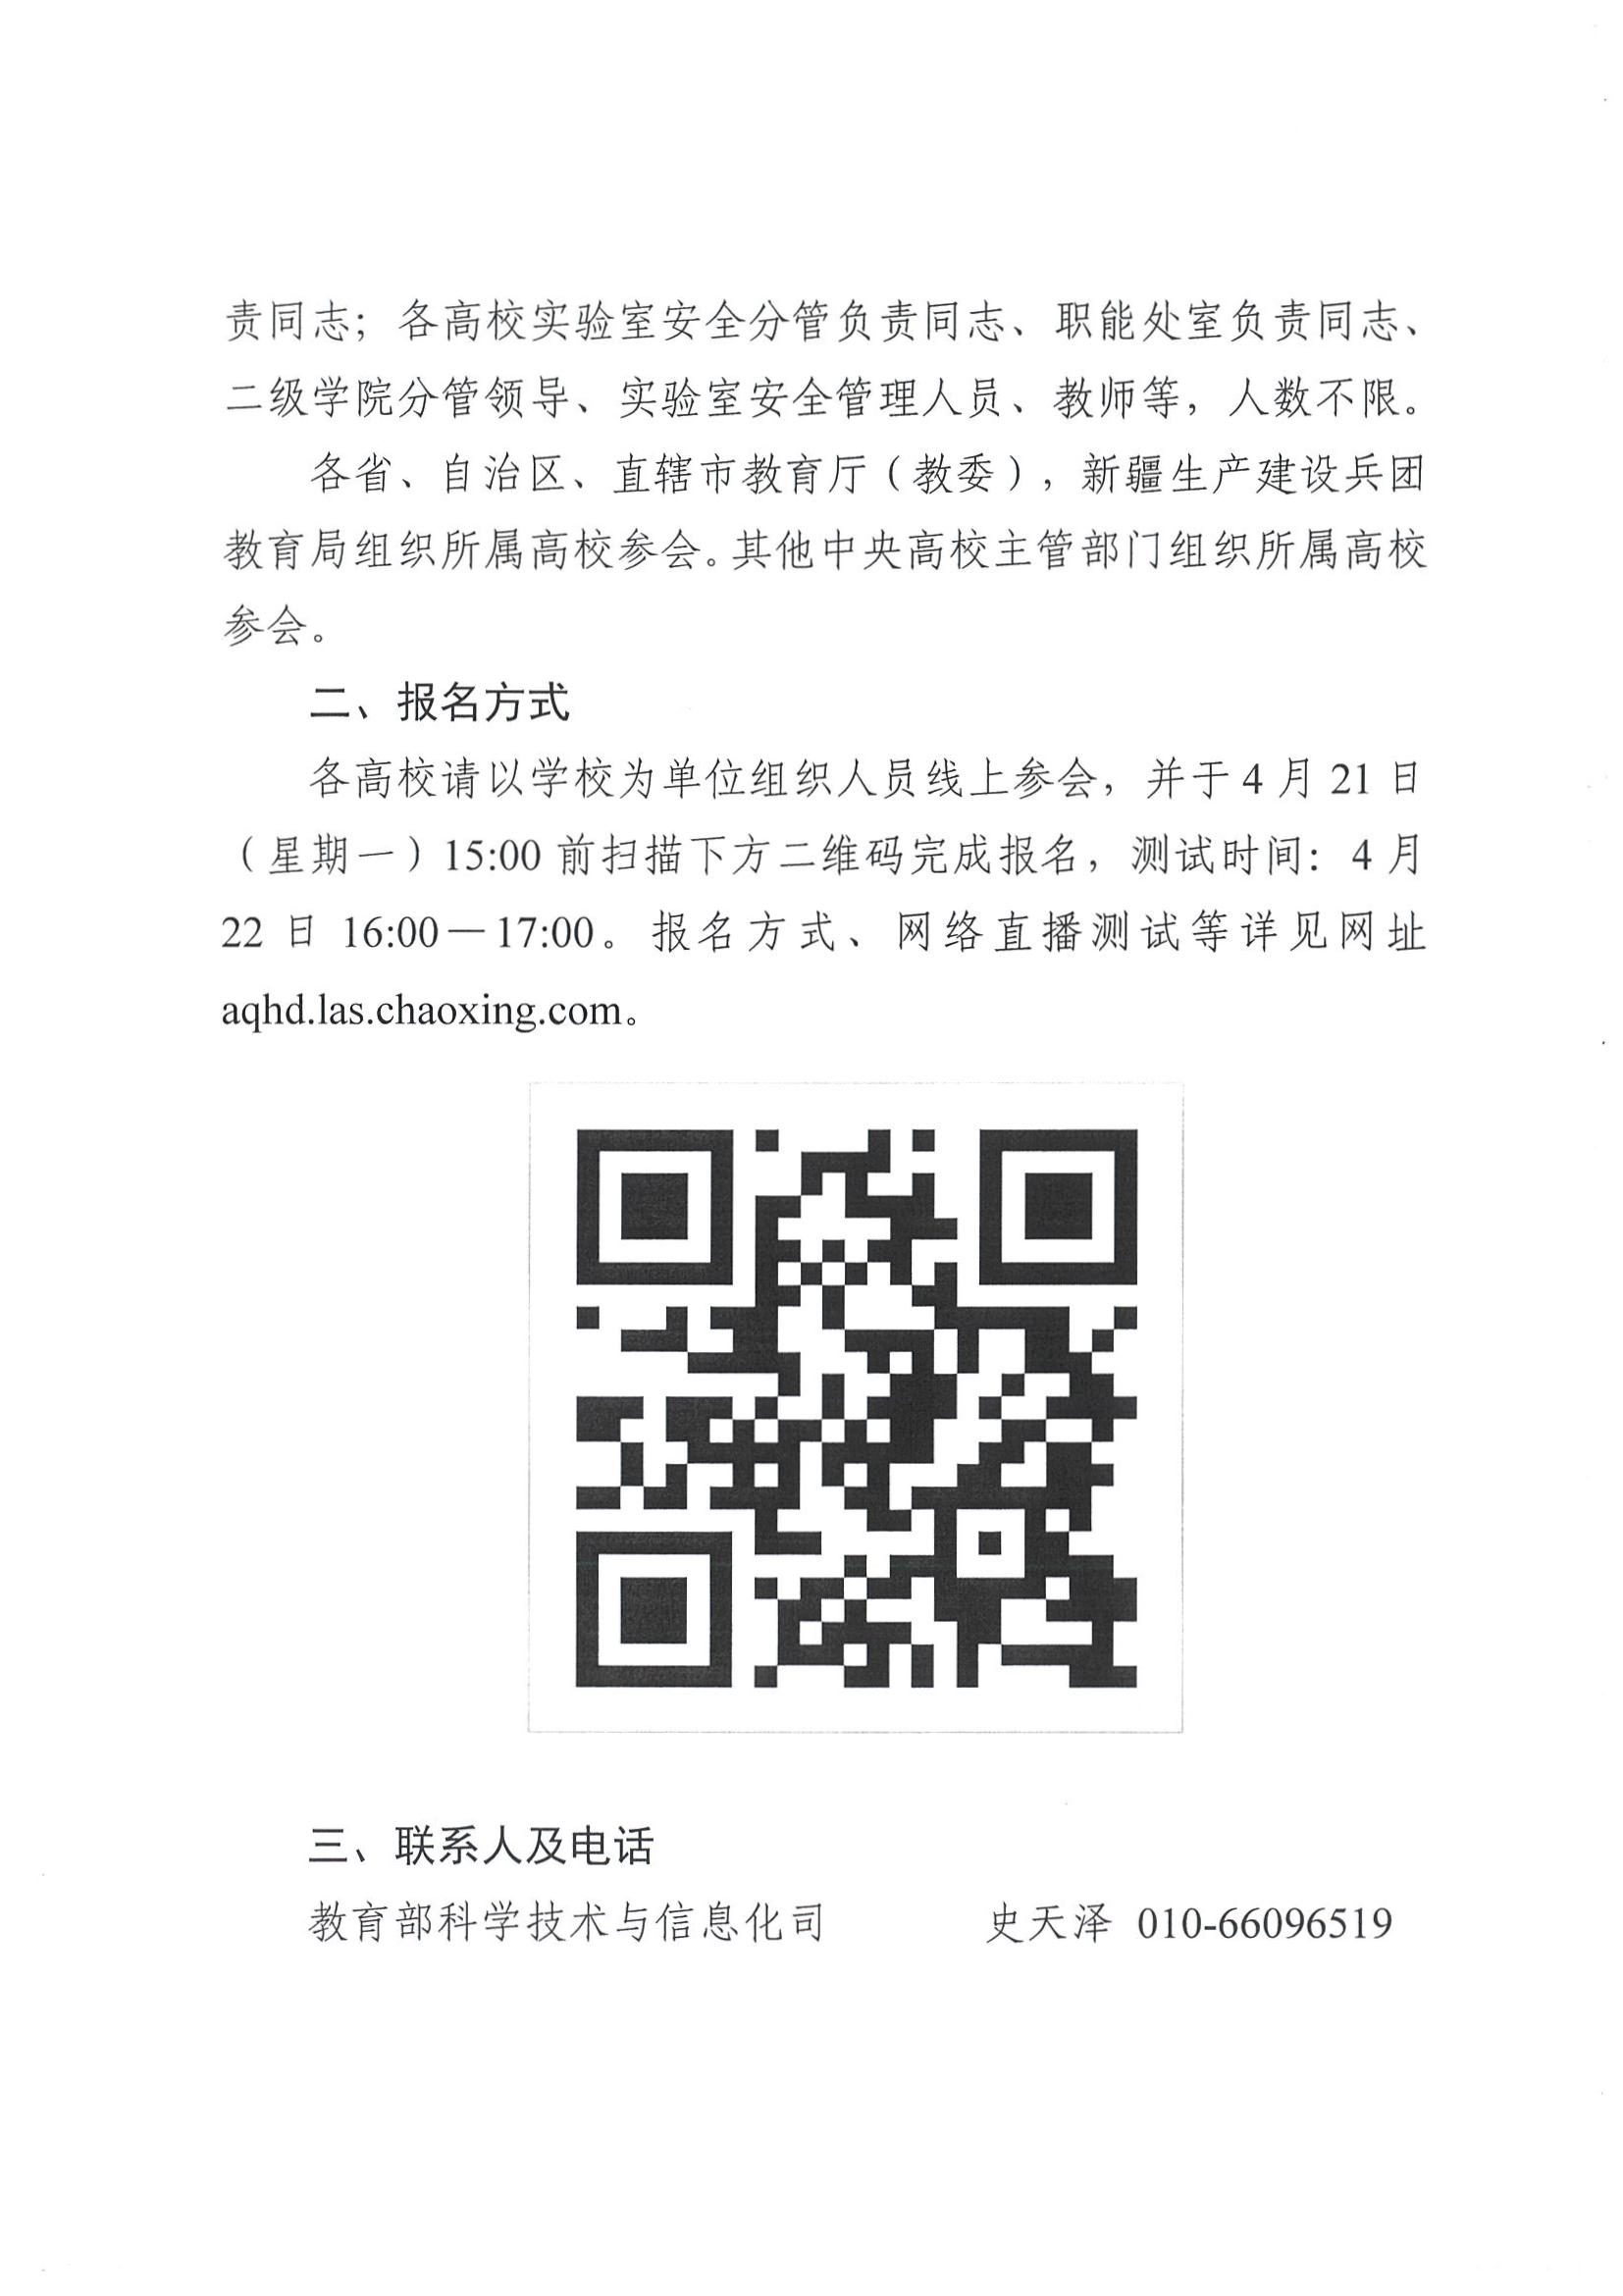 责同志；各高校实验室安全分管负责同志、职能处室负责同志、
二级学院分管领导、实验室安全管理人员、教师等，人数不限。
各省、自治区、直辖市教育厅（教委），新疆生产建设兵团
教育局组织所属高校参会。其他中央高校主管部门组织所属高校
参会。
二、报名方式
各高校请以学校为单位组织人员线上参会，并于 4 月 21 日
（星期一）15:00 前扫描下方二维码完成报名，测试时间：4 月
22 日 16:00—17:00。报名方式、网络直播测试等详见网址
aqhd.las.chaoxing.com。
三、联系人及电话
教育部科学技术与信息化司 史天泽 010-66096519